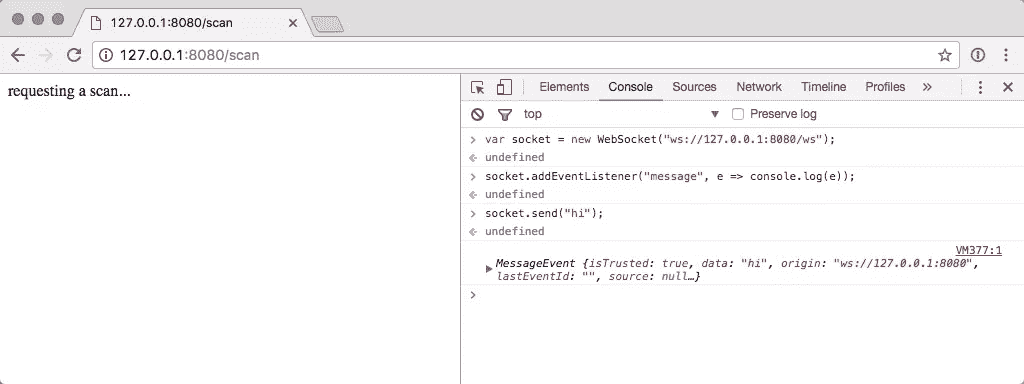 127.0.0.1:8080/scan
127.0.0.1:8080/scan
requesting a scan...
Elements Console Sources Network Timeline Profiles »
top Preserve log
var socket = new WebSocket("ws://127.0.0.1:8080/ws");
undefined
socket.addEventListener("message", e => console.log(e));
undefined
socket.send("hi");
undefined
VM377:1
MessageEvent {isTrusted: true, data: "hi", origin: "ws://127.0.0.1:8080",
lastEventId: "", source: null…}